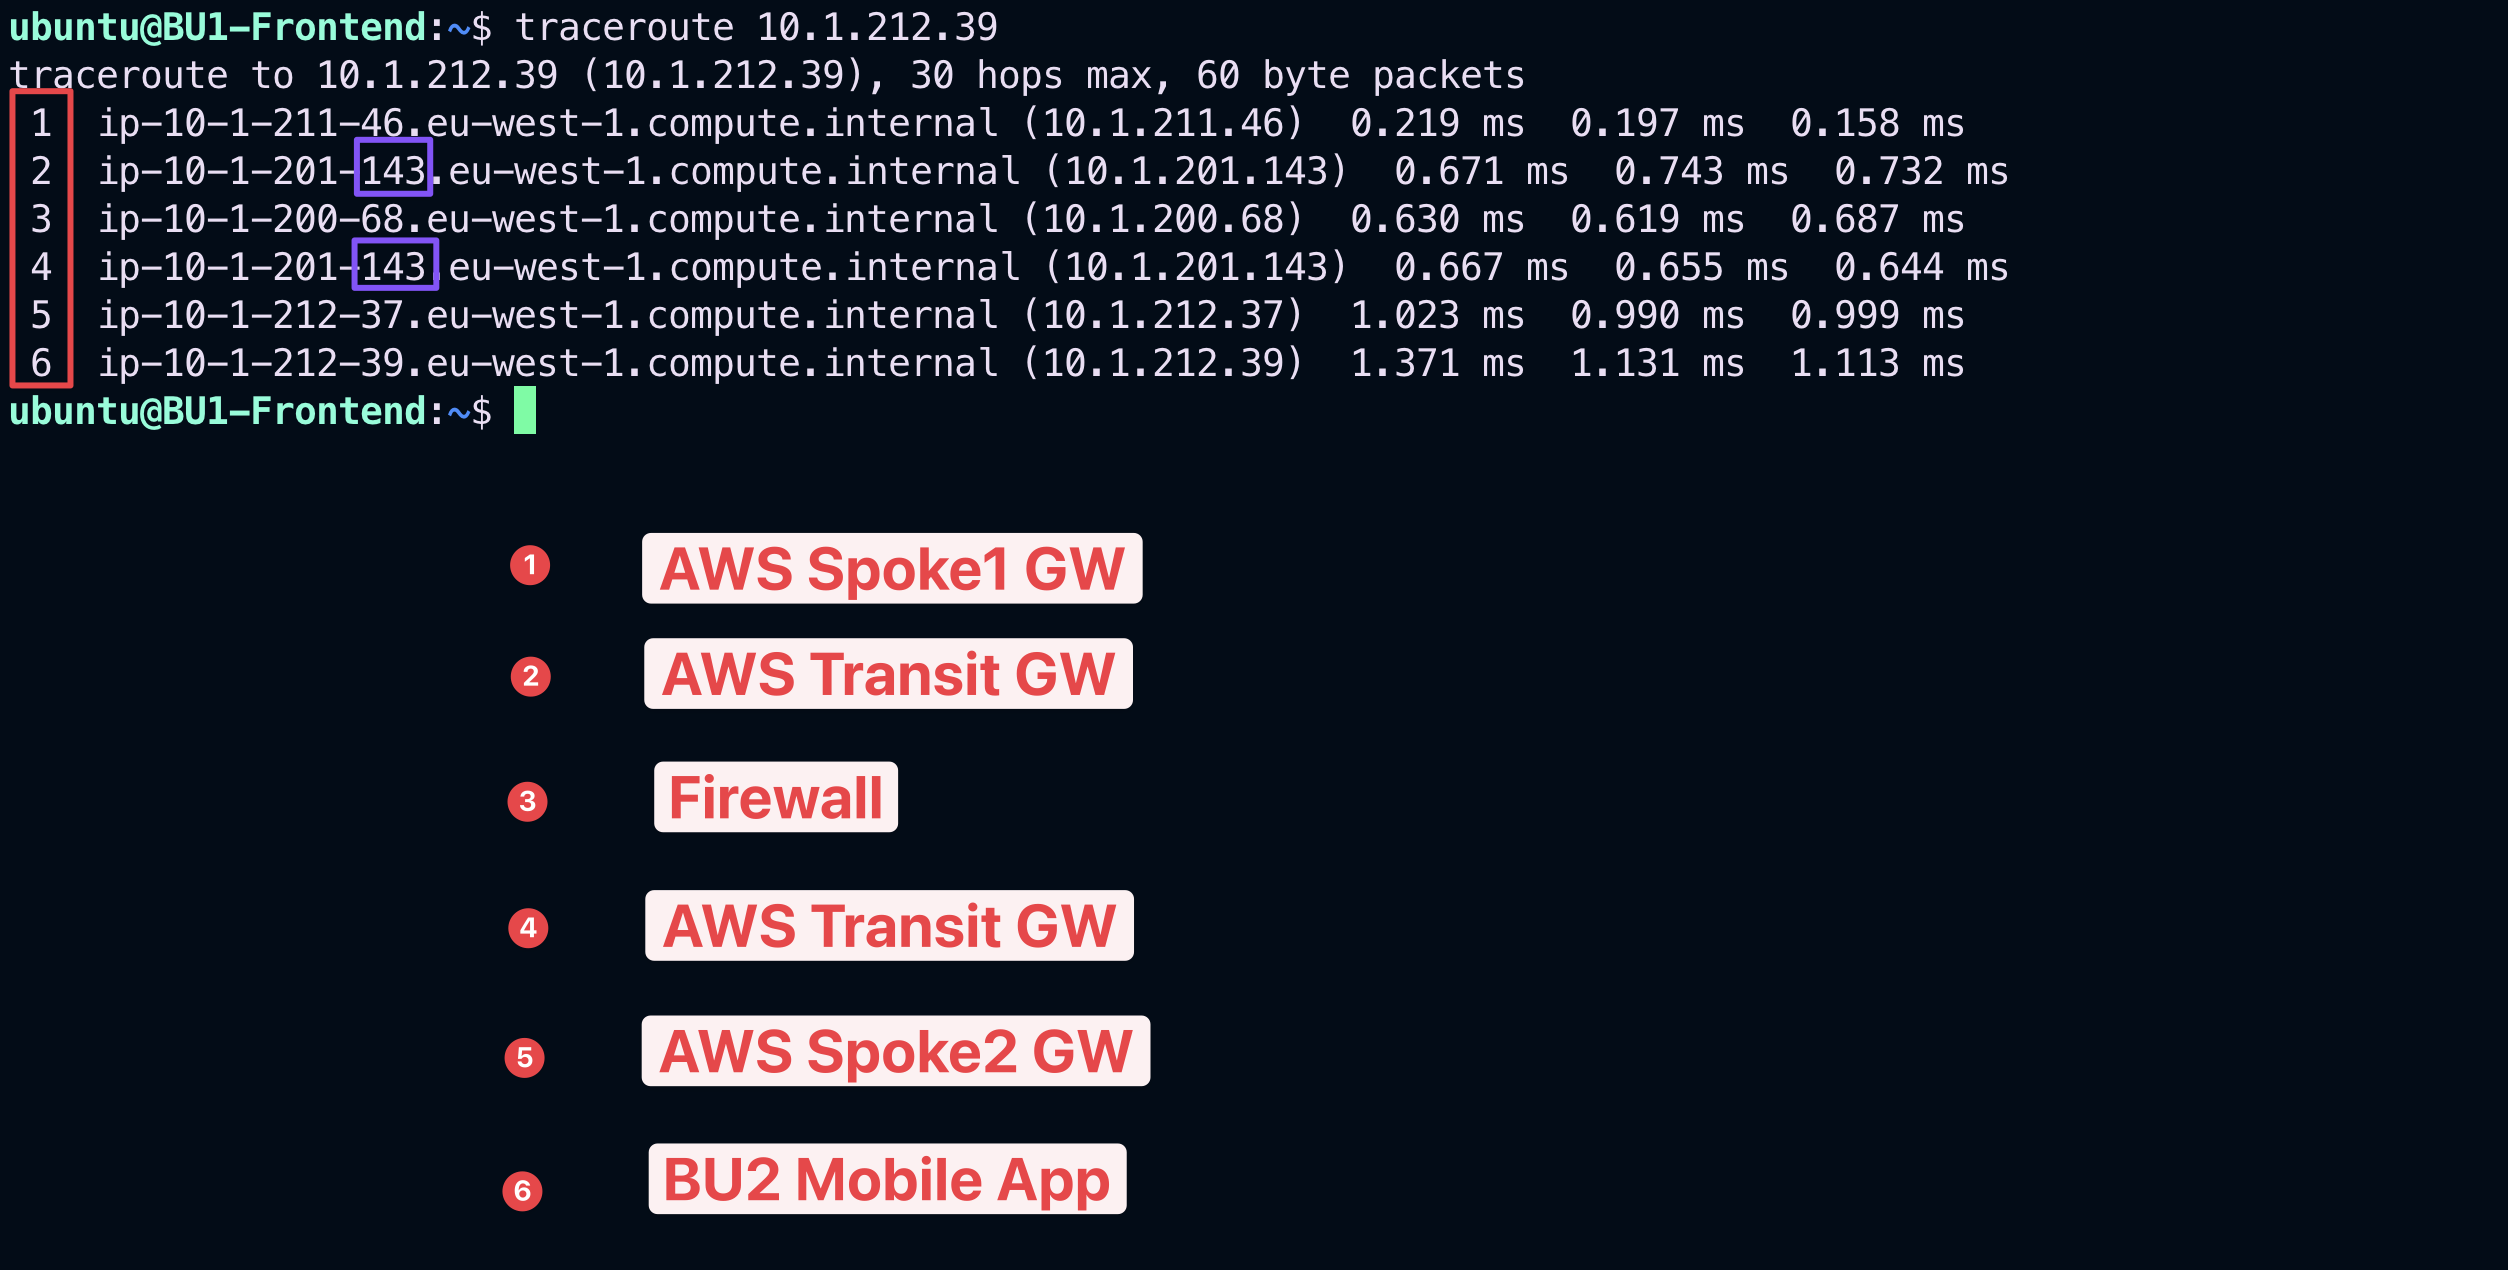 ubuntu@BU1-Frontend:~$ traceroute 10.1.212.39
traceroute to 10.1.212.39 (10.1.212.39), 30 hops max, 60 byte packets
1  ip-10-1-211-46.eu-west-1.compute.internal (10.1.211.46)  0.219 ms  0.197 ms  0.158 ms
2  ip-10-1-201-143.eu-west-1.compute.internal (10.1.201.143)  0.671 ms  0.743 ms  0.732 ms
3  ip-10-1-200-68.eu-west-1.compute.internal (10.1.200.68)  0.630 ms  0.619 ms  0.687 ms
4  ip-10-1-201-143.eu-west-1.compute.internal (10.1.201.143)  0.667 ms  0.655 ms  0.644 ms
5  ip-10-1-212-37.eu-west-1.compute.internal (10.1.212.37)  1.023 ms  0.990 ms  0.999 ms
6  ip-10-1-212-39.eu-west-1.compute.internal (10.1.212.39)  1.371 ms  1.131 ms  1.113 ms
ubuntu@BU1-Frontend:~$
1 AWS Spoke1 GW
2 AWS Transit GW
3 Firewall
4 AWS Transit GW
5 AWS Spoke2 GW
6 BU2 Mobile App